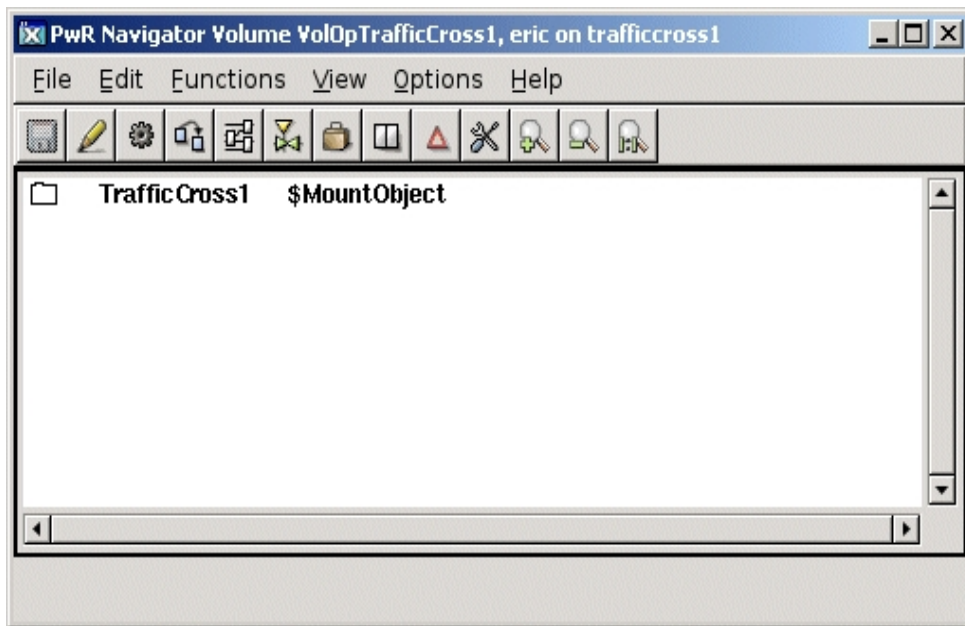 PwR Navigator Volume VolOpTrafficCross1, eric on trafficcross1
File Edit Functions View Options Help
TrafficCross1 $MountObject